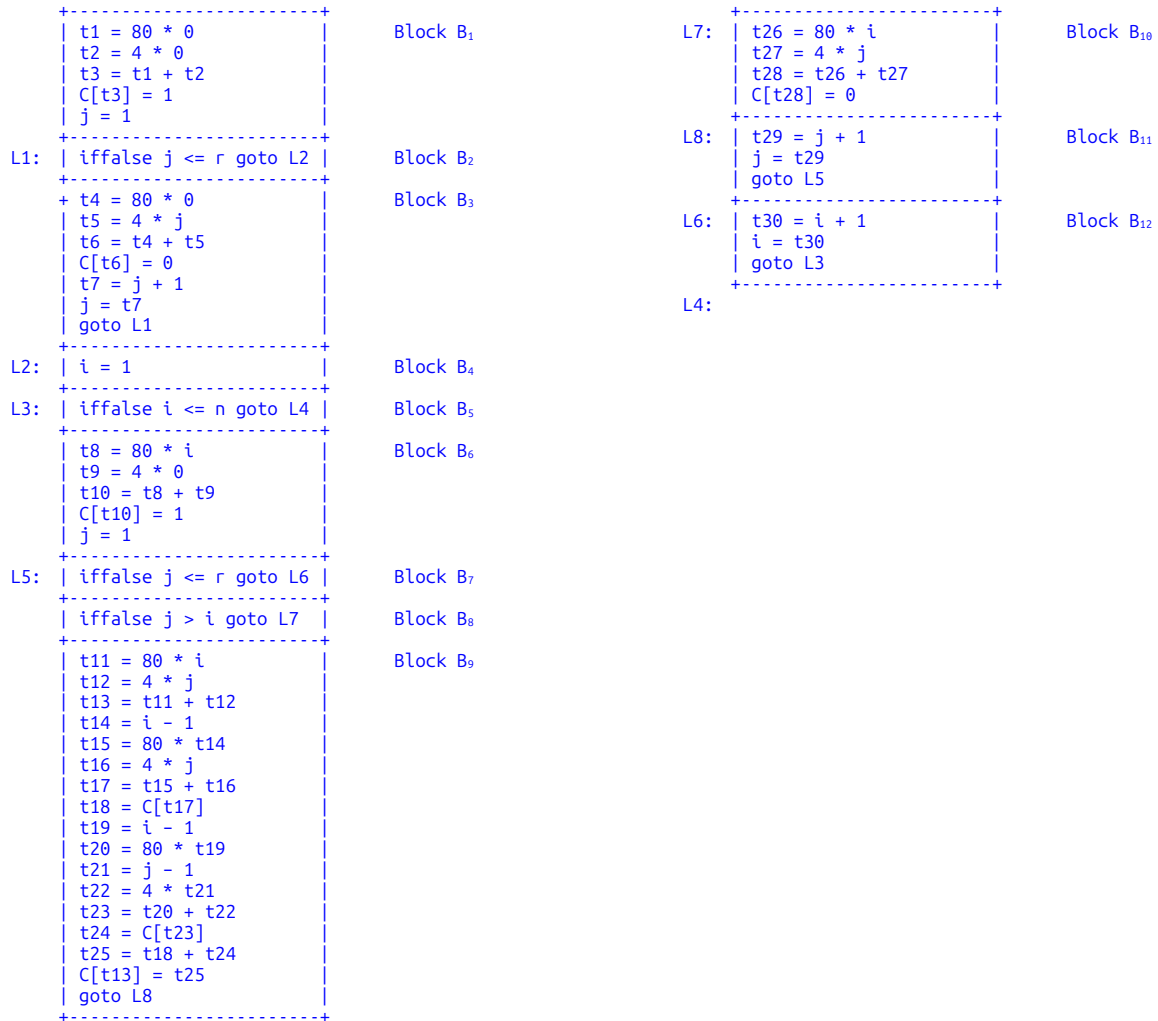 +------------------------+
| t1 = 80 * 0 | Block B₁
| t2 = 4 * 0 |
| t3 = t1 + t2 |
| C[t3] = 1 |
| j = 1 |
+------------------------+
L1: | iffalse j <= r goto L2 | Block B₂
+------------------------+
+ t4 = 80 * 0 | Block B₃
| t5 = 4 * j |
| t6 = t4 + t5 |
| C[t6] = 0 |
| t7 = j + 1 |
| j = t7 |
| goto L1 |
+------------------------+
L2: | i = 1 | Block B₄
+------------------------+
L3: | iffalse i <= n goto L4 | Block B₅
+------------------------+
| t8 = 80 * i | Block B₆
| t9 = 4 * 0 |
| t10 = t8 + t9 |
| C[t10] = 1 |
| j = 1 |
+------------------------+
L5: | iffalse j <= r goto L6 | Block B₇
+------------------------+
| iffalse j > i goto L7 | Block B₈
+------------------------+
| t11 = 80 * i | Block B₉
| t12 = 4 * j |
| t13 = t11 + t12 |
| t14 = i – 1 |
| t15 = 80 * t14 |
| t16 = 4 * j |
| t17 = t15 + t16 |
| t18 = C[t17] |
| t19 = i – 1 |
| t20 = 80 * t19 |
| t21 = j – 1 |
| t22 = 4 * t21 |
| t23 = t20 + t22 |
| t24 = C[t23] |
| t25 = t18 + t24 |
| C[t13] = t25 |
| goto L8 |
+------------------------+
+------------------------+
L7: | t26 = 80 * i | Block B₁₀
| t27 = 4 * j |
| t28 = t26 + t27 |
| C[t28] = 0 |
+------------------------+
L8: | t29 = j + 1 | Block B₁₁
| j = t29 |
| goto L5 |
+------------------------+
L6: | t30 = i + 1 | Block B₁₂
| i = t30 |
| goto L3 |
+------------------------+
L4: